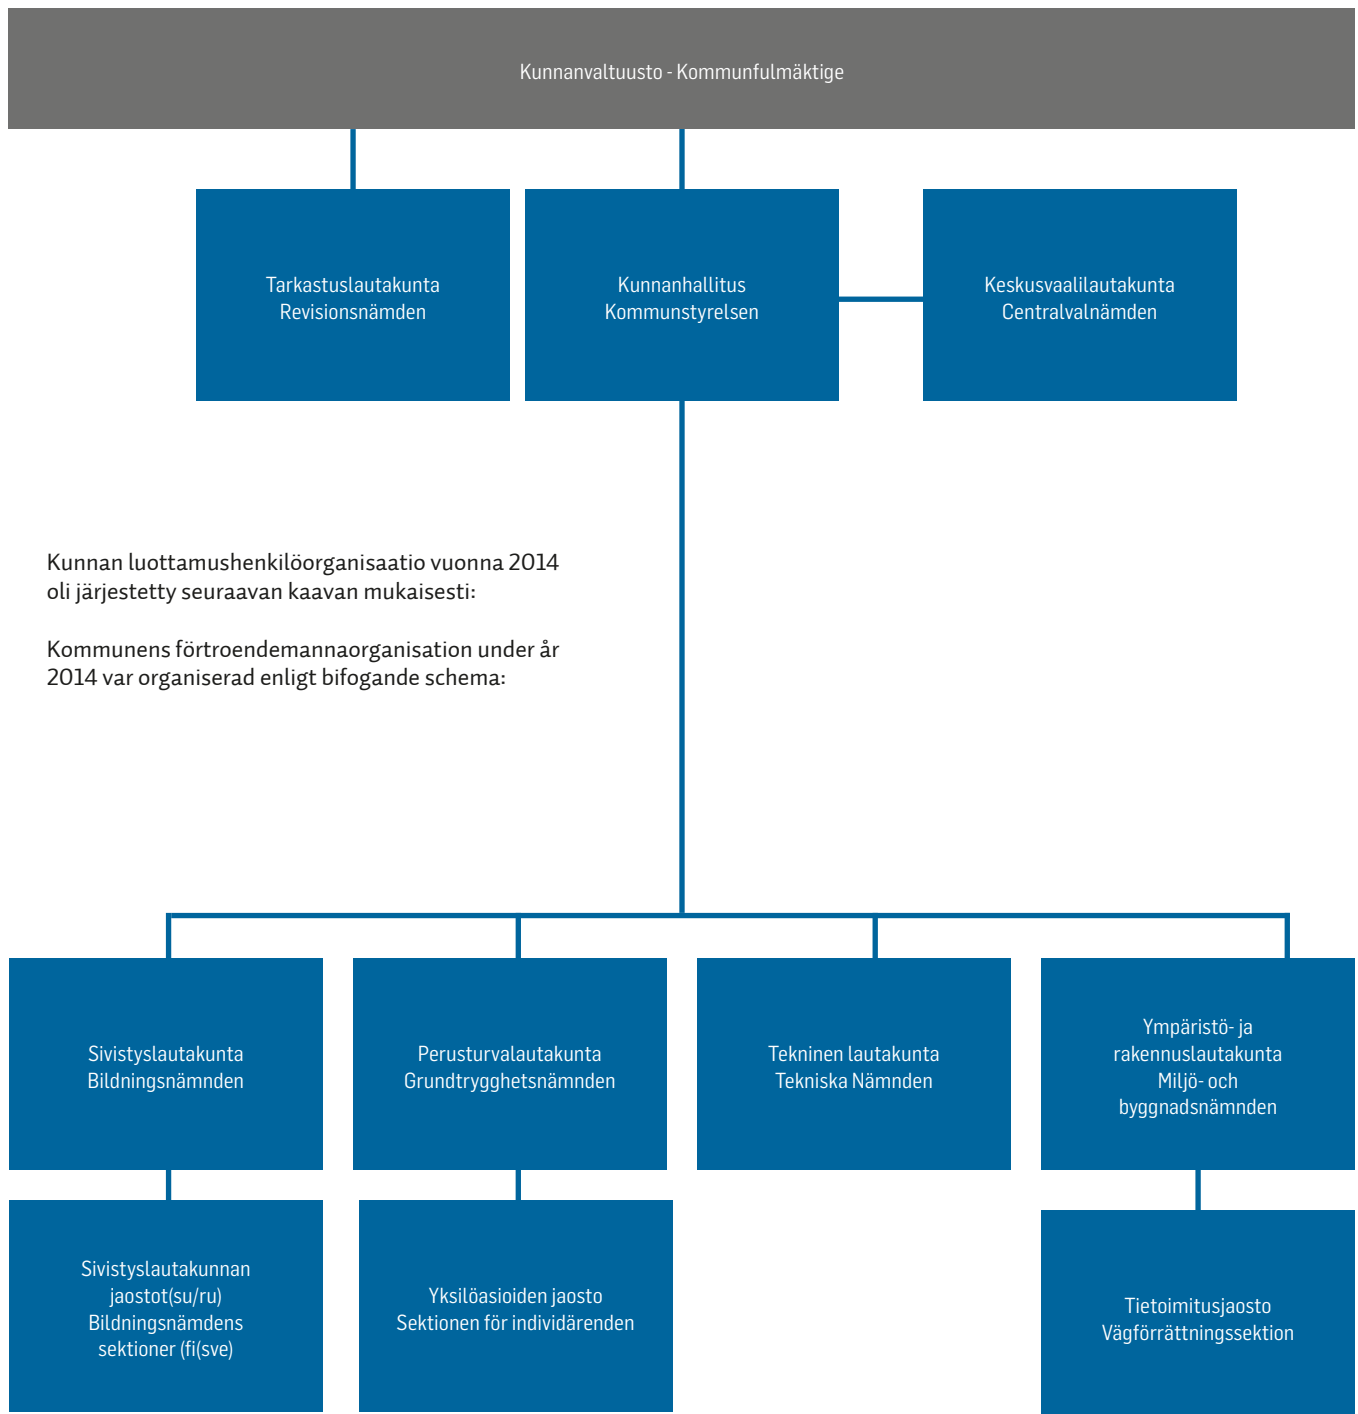 Kunnanvaltuusto - Kommunfulmäktige
Tarkastuslautakunta
Revisionsnämden
Kunnanhallitus
Kommunstyrelsen
Keskusvaalilautakunta
Centralvalnämden
Kunnan luottamushenkilöorganisaatio vuonna 2014
oli järjestetty seuraavan kaavan mukaisesti:
Kommunens förtroendemannaorganisation under år
2014 var organiserad enligt bifogande schema:
Sivistyslautakunta
Bildningsnämnden
Perusturvalautakunta
Grundtrygghetsnämnden
Tekninen lautakunta
Tekniska Nämnden
Ympäristö- ja
rakennuslautakunta
Miljö- och
byggnadsnämnden
Sivistyslautakunnan
jaostot(su/ru)
Bildningsnämdens
sektioner (fi(sve)
Yksilöasioiden jaosto
Sektionen för individärenden
Tietoimitusjaosto
Vägförrättningssektion